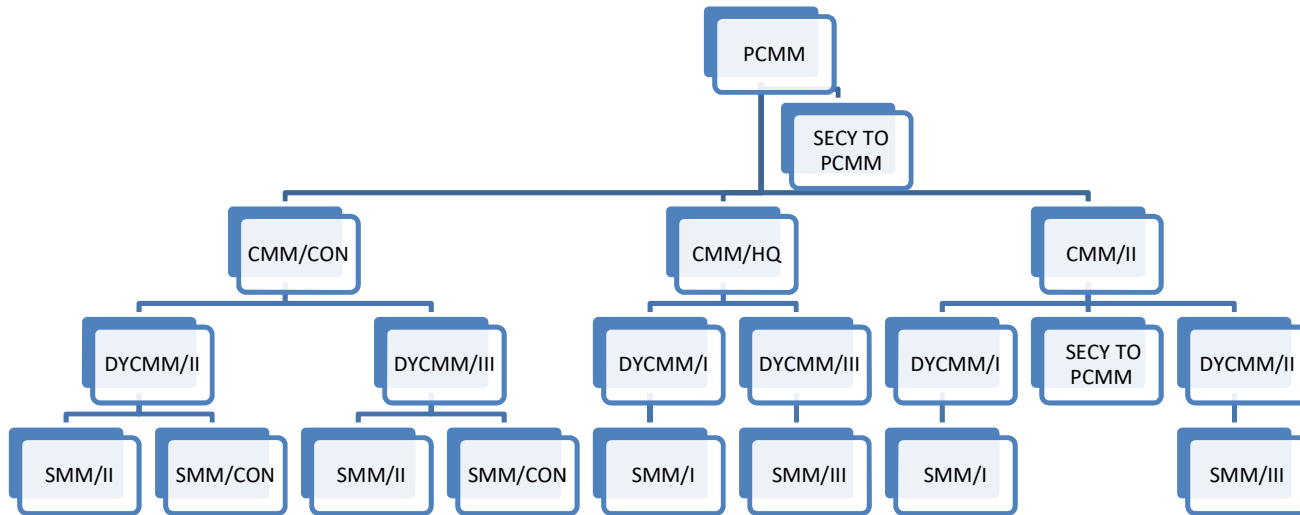 PCMM
SECY TO
PCMM
CMM/CON
CMM/HQ
CMM/II
DYCMM/II
DYCMM/III
DYCMM/I
DYCMM/III
DYCMM/I
SECY TO
PCMM
DYCMM/II
SMM/II
SMM/CON
SMM/II
SMM/CON
SMM/I
SMM/III
SMM/I
SMM/III